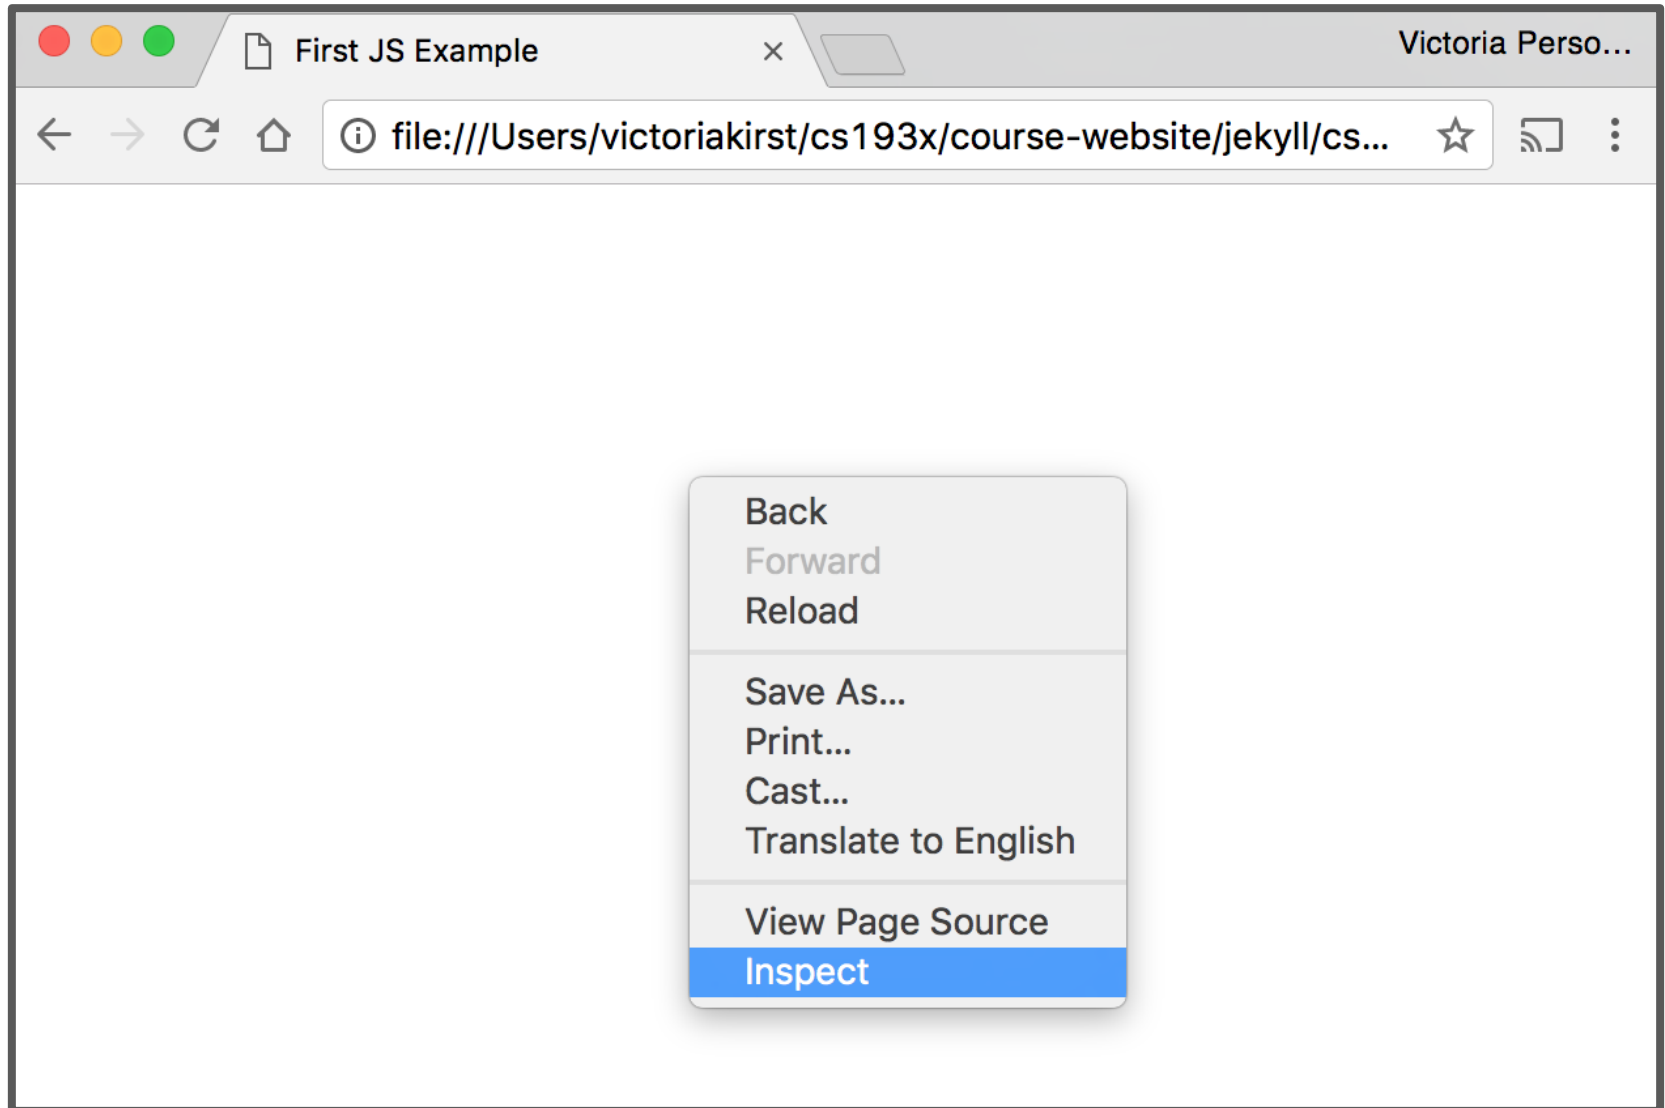 First JS Example
Victoria Perso...
file:///Users/victoriakirst/cs193x/course-website/jekyll/cs...
Back
Forward
Reload
Save As...
Print...
Cast...
Translate to English
View Page Source
Inspect